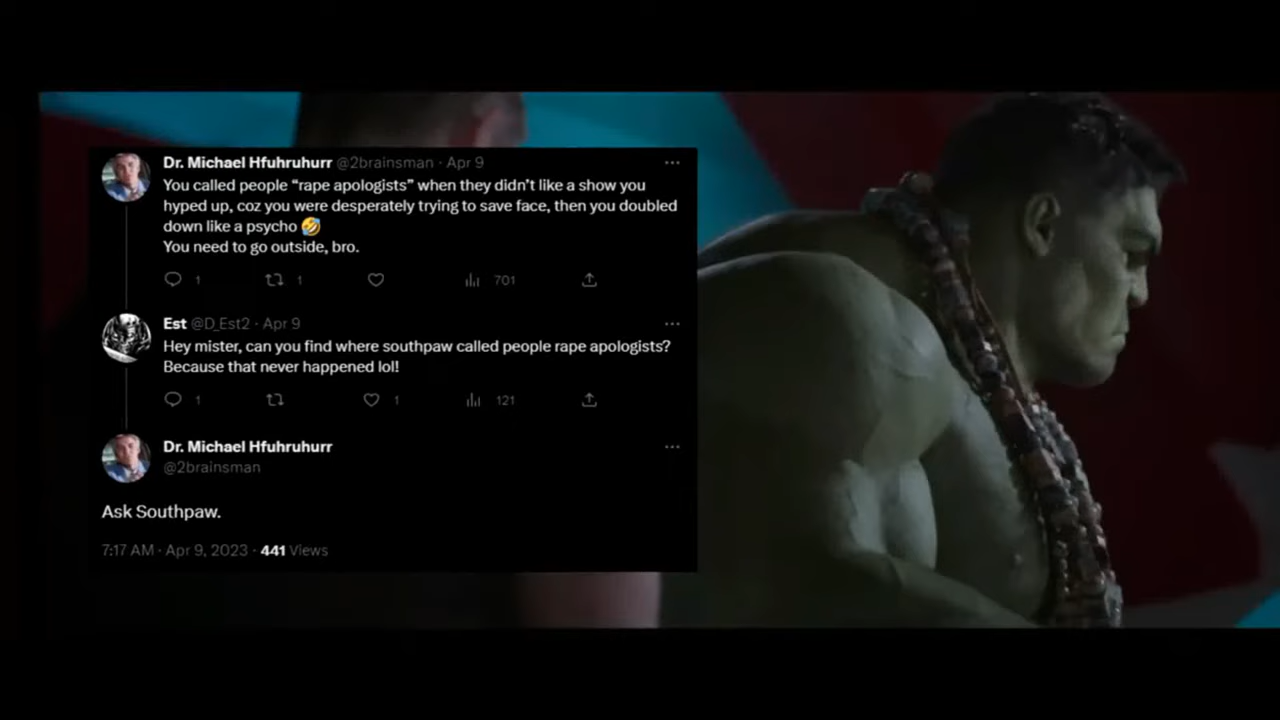 Dr. Michael Hfuhruhurr @2brainsman · Apr 9
You called people “rape apologists” when they didn’t like a show you
hyped up, coz you were desperately trying to save face, then you doubled
down like a psycho 🤣
You need to go outside, bro.
1 1 701
Est @D_Est2 · Apr 9
Hey mister, can you find where southpaw called people rape apologists?
Because that never happened lol!
1 1 121
Dr. Michael Hfuhruhurr
@2brainsman
Ask Southpaw.
7:17 AM · Apr 9, 2023 · 441 Views